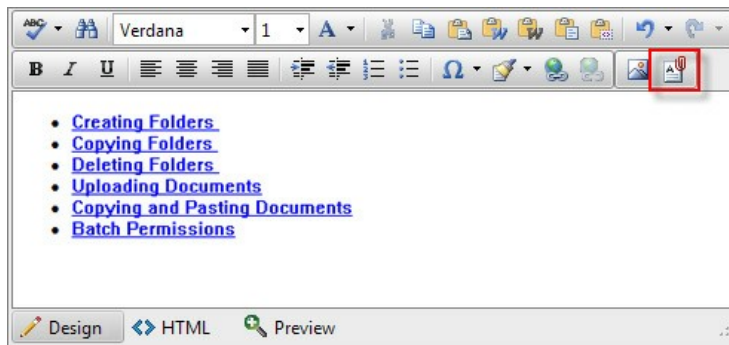 ABC Verdana 1 A
B I U Ω A
Creating Folders
Copying Folders
Deleting Folders
Uploading Documents
Copying and Pasting Documents
Batch Permissions
Design HTML Preview